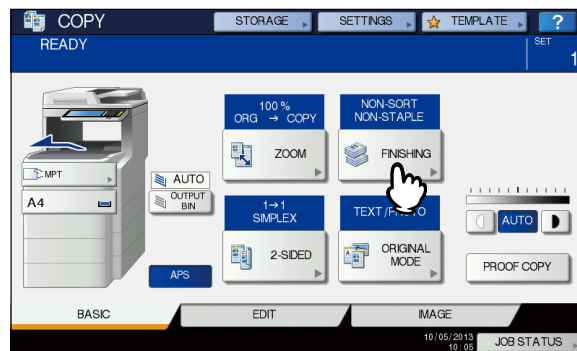 COPY
STORAGE
SETTINGS
TEMPLATE
?
READY
SET
1
100 %
ORG → COPY
NON-SORT
NON-STAPLE
ZOOM
FINISHING
MPT
AUTO
A4
OUTPUT
BIN
1→1
SIMPLEX
TEXT/PHOTO
AUTO
2-SIDED
ORIGINAL
MODE
APS
PROOF COPY
BASIC
EDIT
IMAGE
10/05/2013
10:05
JOB STATUS